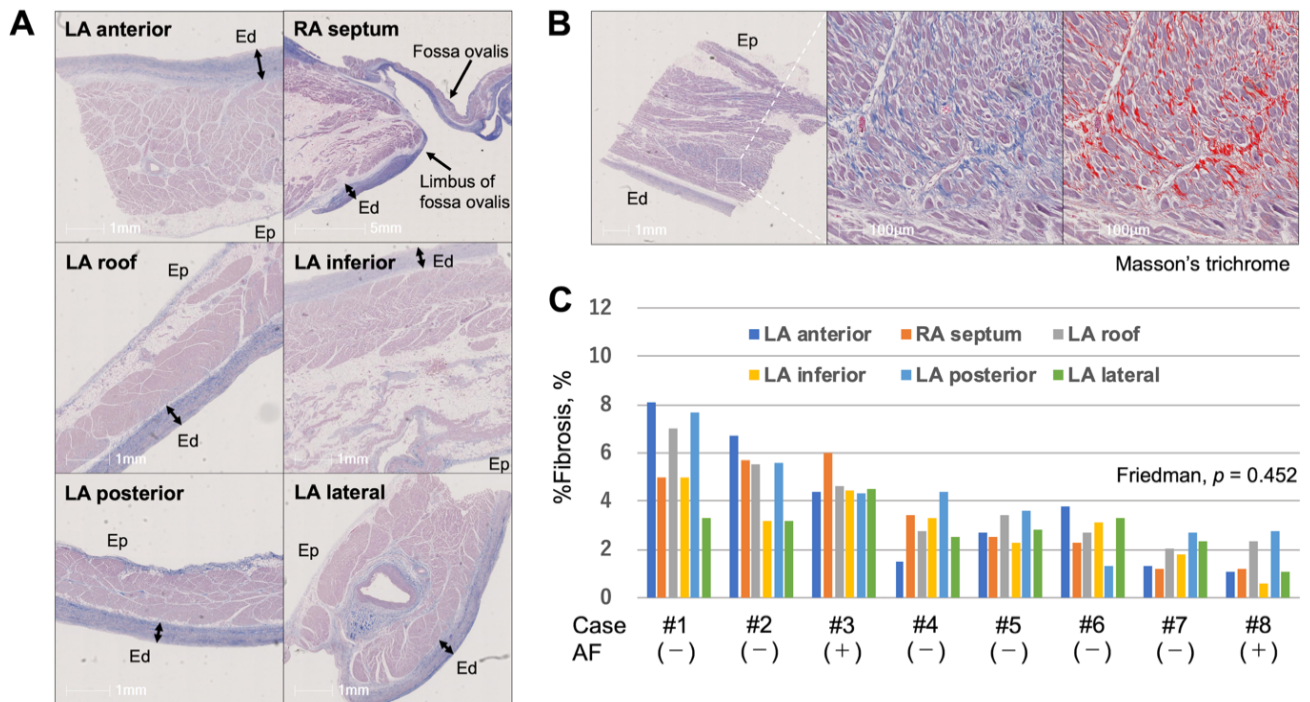 A
LA anterior
Ed
Ep
1mm
RA septum
Fossa ovalis
Limbus of
fossa ovalis
Ed
5mm
LA roof
Ep
Ed
1mm
LA inferior
Ed
1mm
Ep
LA posterior
Ep
Ed
1mm
LA lateral
Ep
Ed
1mm
B
Ep
Ed
1mm
100μm
100μm
Masson's trichrome
C
%Fibrosis, %
12
10
8
6
4
2
0
LA anterior RA septum LA roof
LA inferior LA posterior LA lateral
Friedman, p = 0.452
Case #1 #2 #3 #4 #5 #6 #7 #8
AF (−) (−) (+) (−) (−) (−) (−) (+)